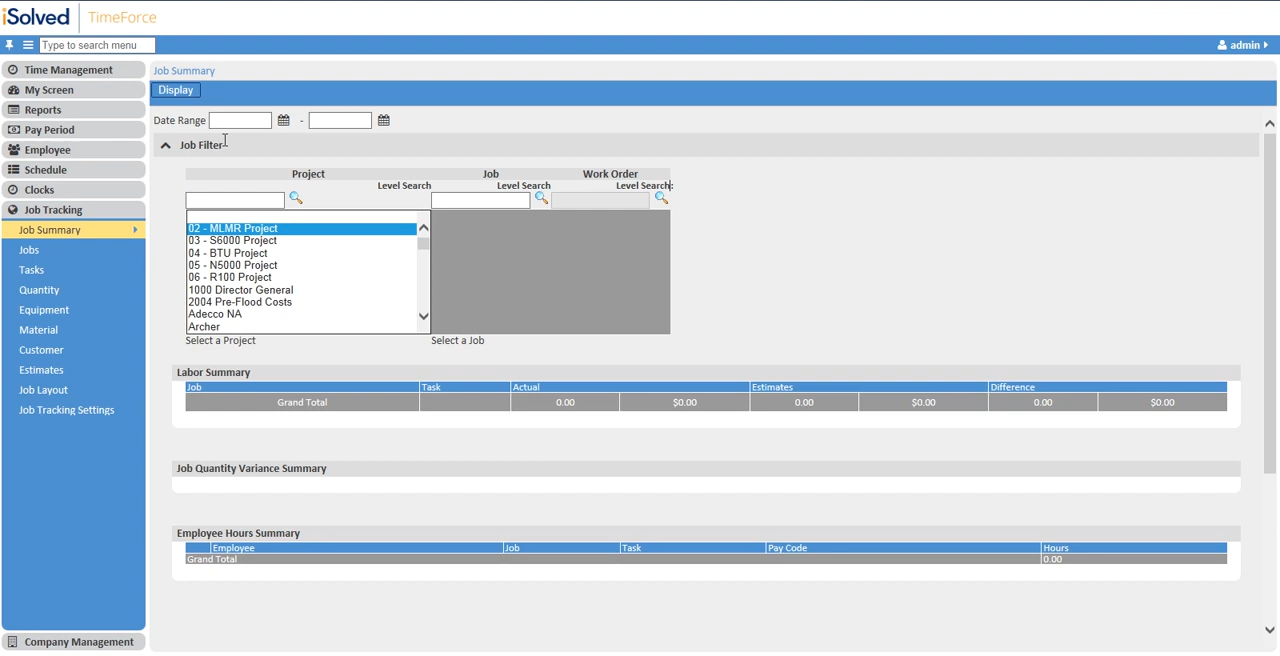 iSolved TimeForce
Type to search menu admin
Time Management
My Screen
Reports
Pay Period
Employee
Schedule
Clocks
Job Tracking
Job Summary
Jobs
Tasks
Quantity
Equipment
Material
Customer
Estimates
Job Layout
Job Tracking Settings
Company Management
Job Summary
Display
Date Range -
Job Filter
Project Job Work Order
Level Search Level Search Level Search:
02 - MLMR Project
03 - S6000 Project
04 - BTU Project
05 - N5000 Project
06 - R100 Project
1000 Director General
2004 Pre-Flood Costs
Adecco NA
Archer
Select a Project Select a Job
Labor Summary
Job Task Actual Estimates Difference
Grand Total 0.00 $0.00 0.00 $0.00 0.00 $0.00
Job Quantity Variance Summary
Employee Hours Summary
Employee Job Task Pay Code Hours
Grand Total 0.00